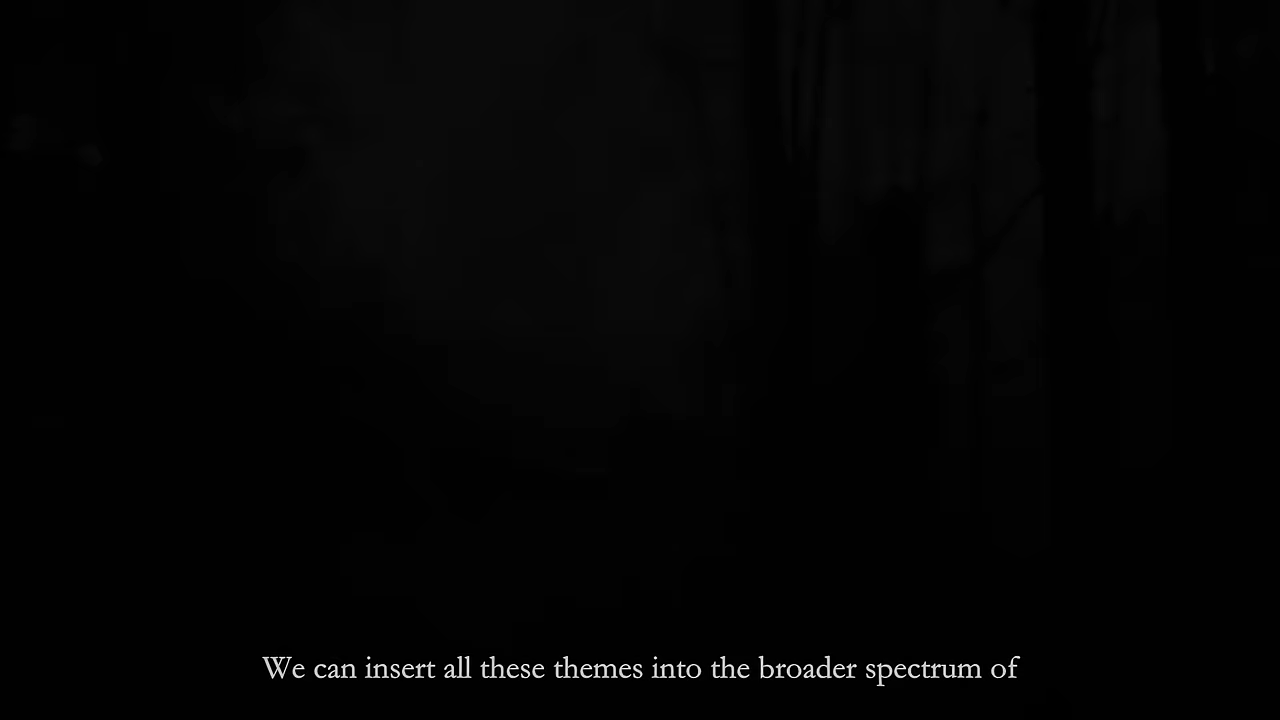 We can insert all these themes into the broader spectrum of